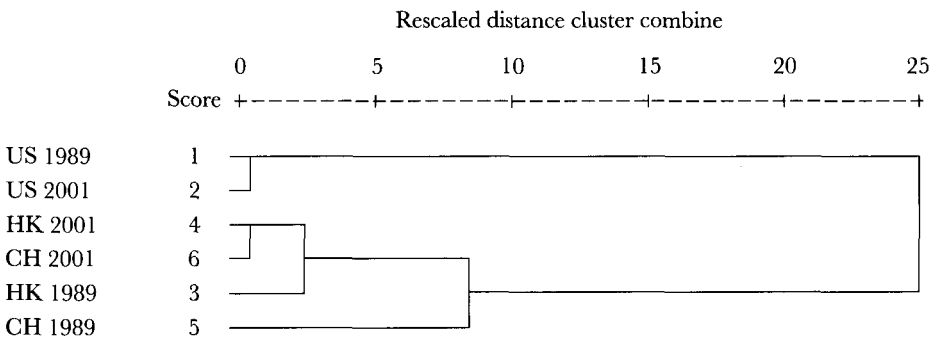 Rescaled distance cluster combine
0 5 10 15 20 25
Score
US 1989 1
US 2001 2
HK 2001 4
CH 2001 6
HK 1989 3
CH 1989 5